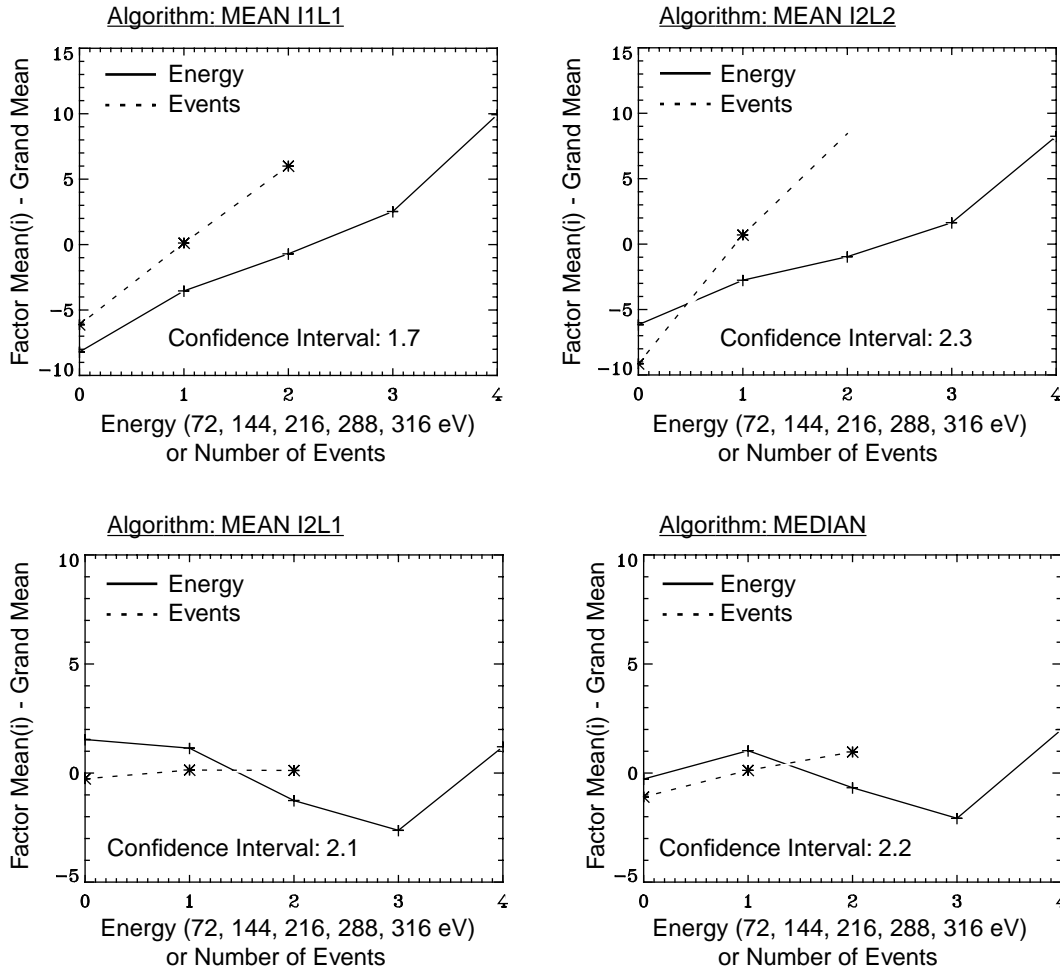 Algorithm: MEAN I1L1
15
10
5
0
−5
−10
Factor Mean(i) - Grand Mean
Energy
Events
Confidence Interval: 1.7
0 1 2 3 4
Energy (72, 144, 216, 288, 316 eV)
or Number of Events
Algorithm: MEAN I2L2
15
10
5
0
−5
−10
Factor Mean(i) - Grand Mean
Energy
Events
Confidence Interval: 2.3
0 1 2 3 4
Energy (72, 144, 216, 288, 316 eV)
or Number of Events
Algorithm: MEAN I2L1
10
5
0
−5
Factor Mean(i) - Grand Mean
Energy
Events
Confidence Interval: 2.1
0 1 2 3 4
Energy (72, 144, 216, 288, 316 eV)
or Number of Events
Algorithm: MEDIAN
10
5
0
−5
Factor Mean(i) - Grand Mean
Energy
Events
Confidence Interval: 2.2
0 1 2 3 4
Energy (72, 144, 216, 288, 316 eV)
or Number of Events